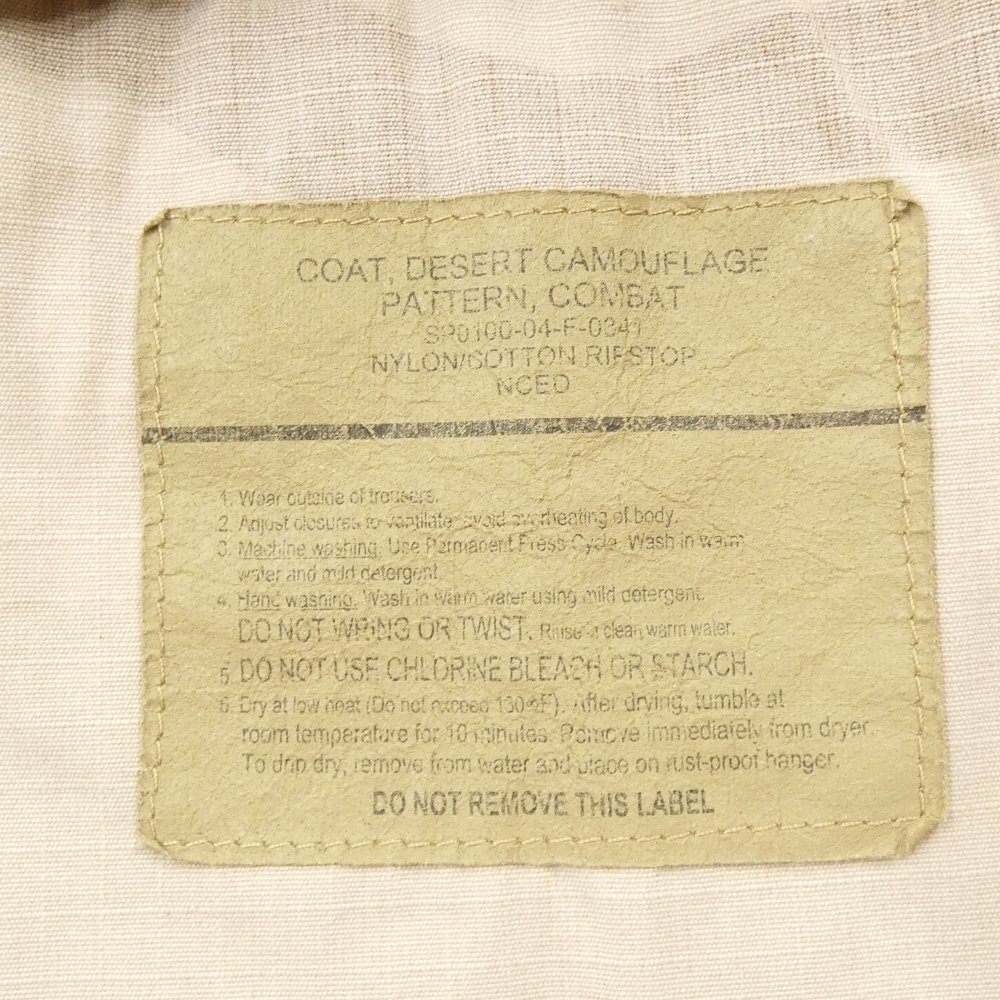 COAT, DESERT CAMOUFLAGE
PATTERN, COMBAT
SP0100-04-F-0341
NYLON/COTTON RIPSTOP
NCED
1. Wear outside of trousers.
2. Adjust closures to ventilate avoid overheating of body.
3. Machine washing. Use Permanent Press Cycle. Wash in warm
water and mild detergent.
4. Hand washing. Wash in warm water using mild detergent.
DO NOT WRING OR TWIST. Rinse in clean warm water.
5. DO NOT USE CHLORINE BLEACH OR STARCH.
6. Dry at low heat (Do not exceed 130°F). After drying, tumble at
room temperature for 10 minutes. Remove immediately from dryer.
To drip dry, remove from water and place on rust-proof hanger.
DO NOT REMOVE THIS LABEL